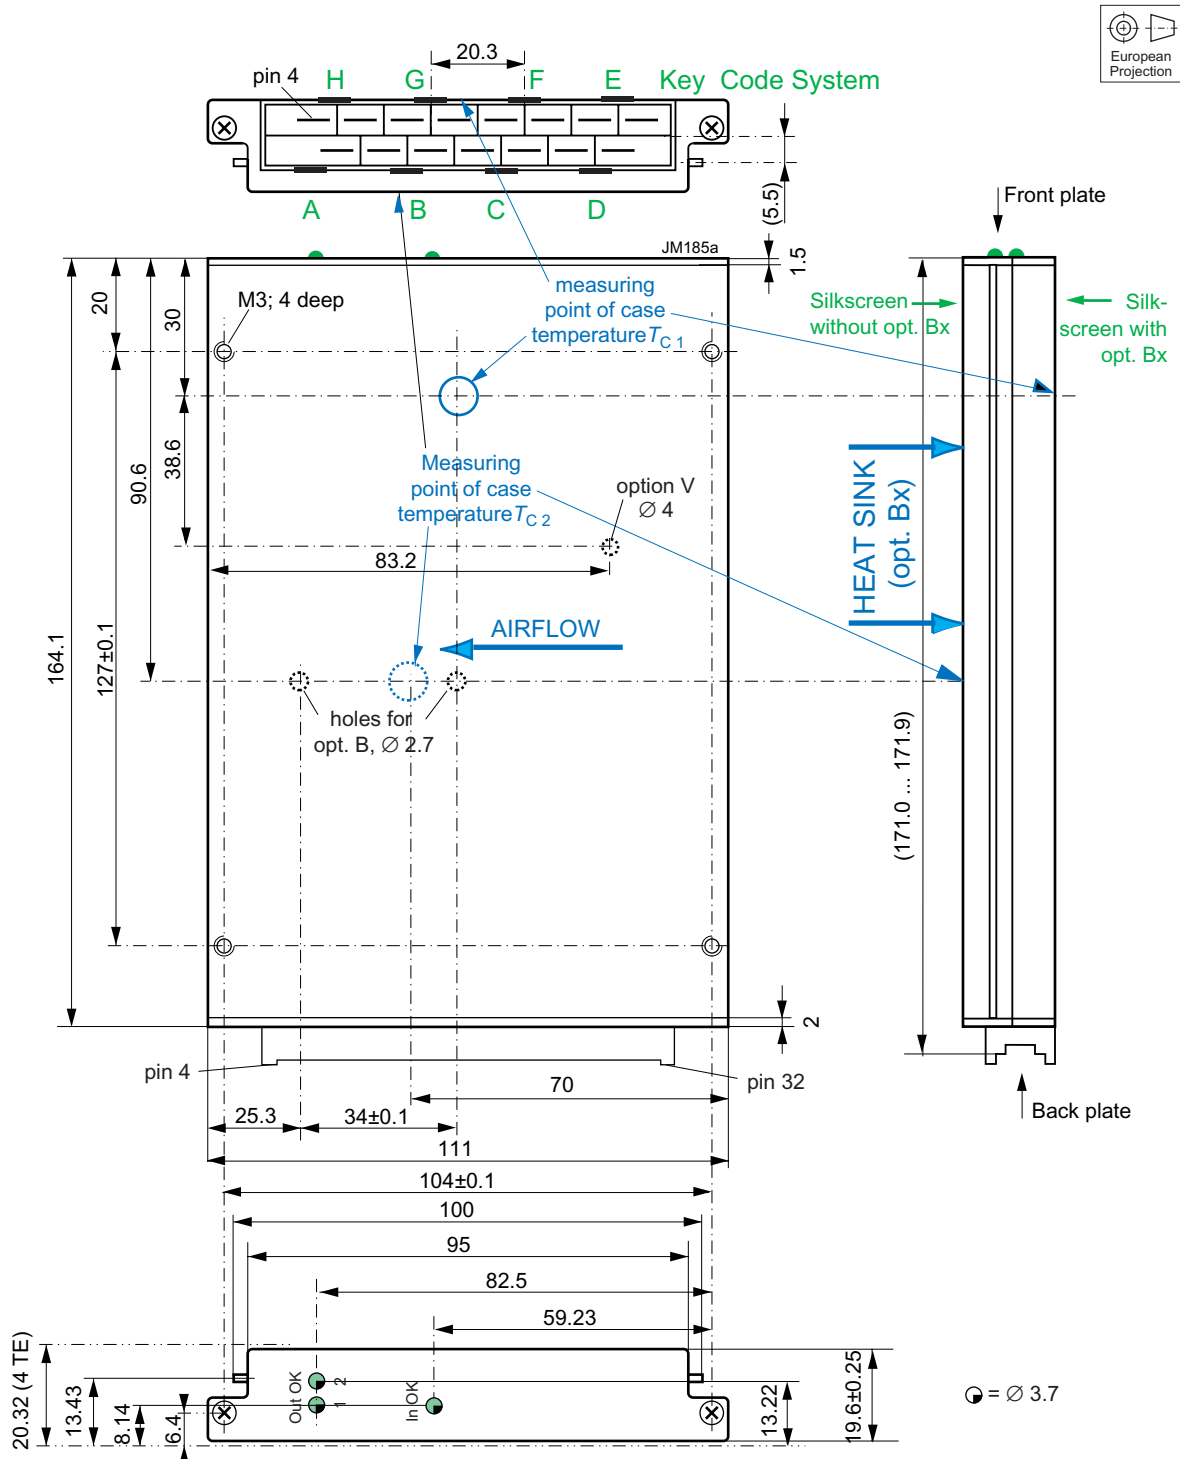 European
Projection
20.3
pin 4
H
G
F
E
Key Code System
A
B
C
D
(5.5)
Front plate
JM185a
1.5
20
30
M3; 4 deep
measuring
point of case
temperature TC 1
Silkscreen
without opt. Bx
Silk-
screen with
opt. Bx
38.6
90.6
Measuring
point of case
temperature TC 2
option V
∅ 4
83.2
HEAT SINK
(opt. Bx)
AIRFLOW
164.1
127±0.1
holes for
opt. B, ∅ 2.7
(171.0 ... 171.9)
2
pin 4
pin 32
70
25.3
34±0.1
111
Back plate
104±0.1
100
95
82.5
59.23
20.32 (4 TE)
13.43
8.14
6.4
Out OK
2
1
In OK
13.22
19.6±0.25
= ∅ 3.7